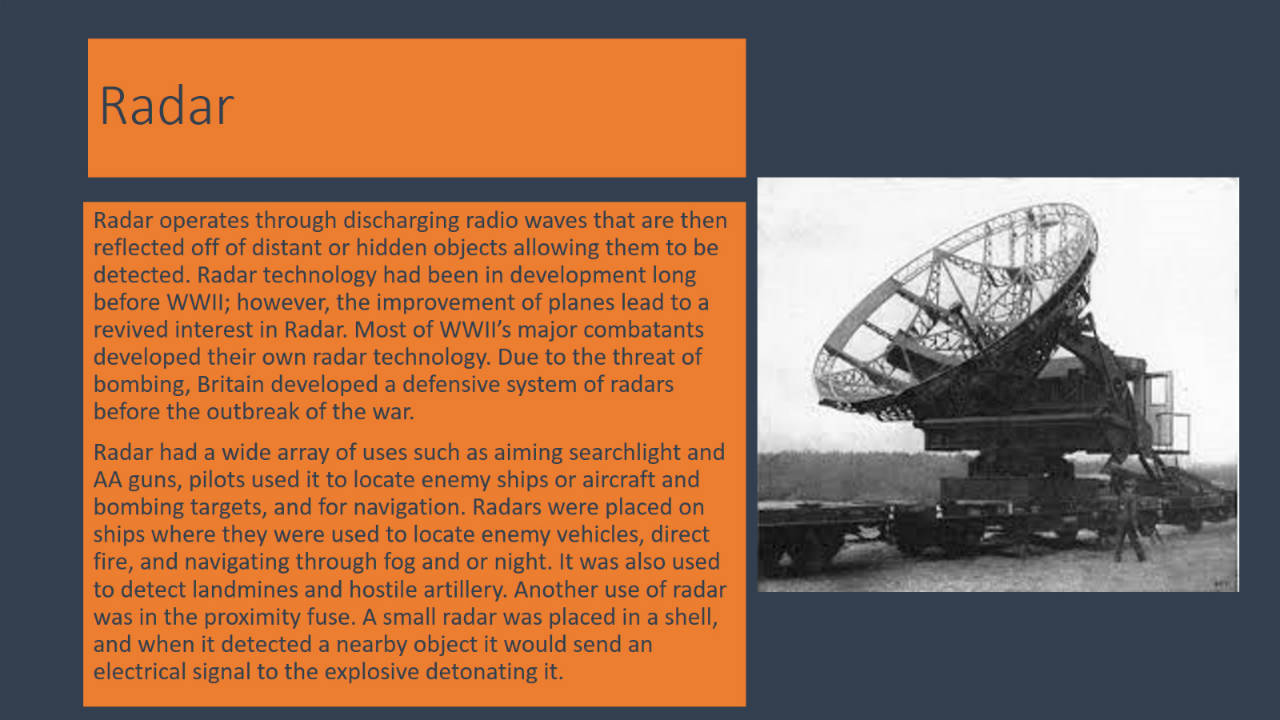 Radar
Radar operates through discharging radio waves that are then
reflected off of distant or hidden objects allowing them to be
detected. Radar technology had been in development long
before WWII; however, the improvement of planes lead to a
revived interest in Radar. Most of WWII’s major combatants
developed their own radar technology. Due to the threat of
bombing, Britain developed a defensive system of radars
before the outbreak of the war.
Radar had a wide array of uses such as aiming searchlight and
AA guns, pilots used it to locate enemy ships or aircraft and
bombing targets, and for navigation. Radars were placed on
ships where they were used to locate enemy vehicles, direct
fire, and navigating through fog and or night. It was also used
to detect landmines and hostile artillery. Another use of radar
was in the proximity fuse. A small radar was placed in a shell,
and when it detected a nearby object it would send an
electrical signal to the explosive detonating it.